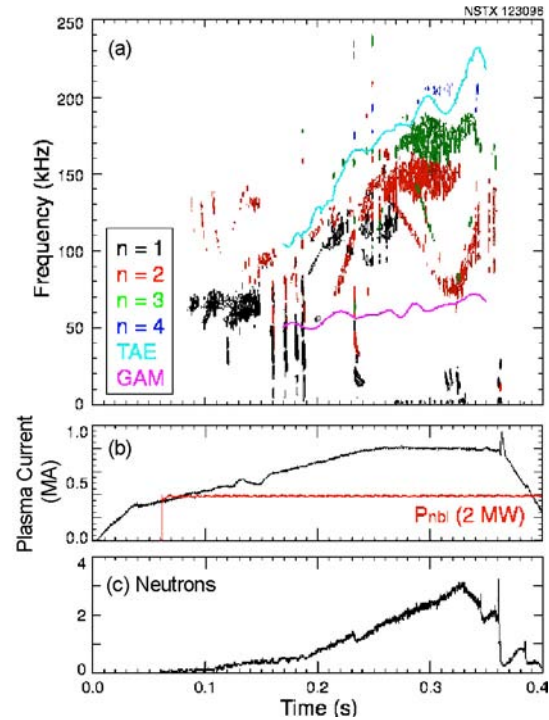 NSTX 123098
(a)
250
200
150
100
50
0
Frequency (kHz)
n = 1
n = 2
n = 3
n = 4
TAE
GAM
(b)
1.0
0.5
0.0
Plasma Current
(MA)
Pnbi (2 MW)
(c) Neutrons
4
2
0
0.0 0.1 0.2 0.3 0.4
Time (s)